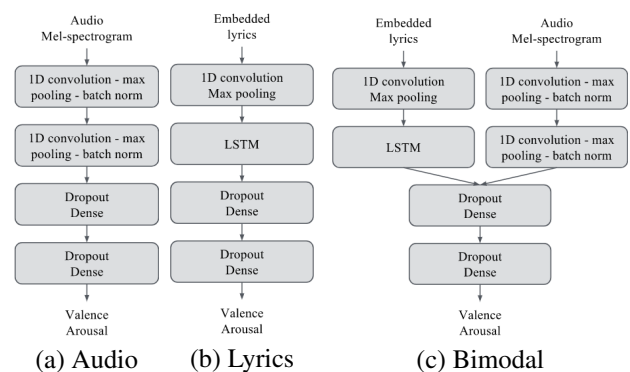 Audio
Mel-spectrogram
1D convolution - max
pooling - batch norm
1D convolution - max
pooling - batch norm
Dropout
Dense
Dropout
Dense
Valence
Arousal
(a) Audio
Embedded
lyrics
1D convolution
Max pooling
LSTM
Dropout
Dense
Dropout
Dense
Valence
Arousal
(b) Lyrics
Embedded
lyrics
1D convolution
Max pooling
LSTM
Audio
Mel-spectrogram
1D convolution - max
pooling - batch norm
1D convolution - max
pooling - batch norm
Dropout
Dense
Dropout
Dense
Valence
Arousal
(c) Bimodal